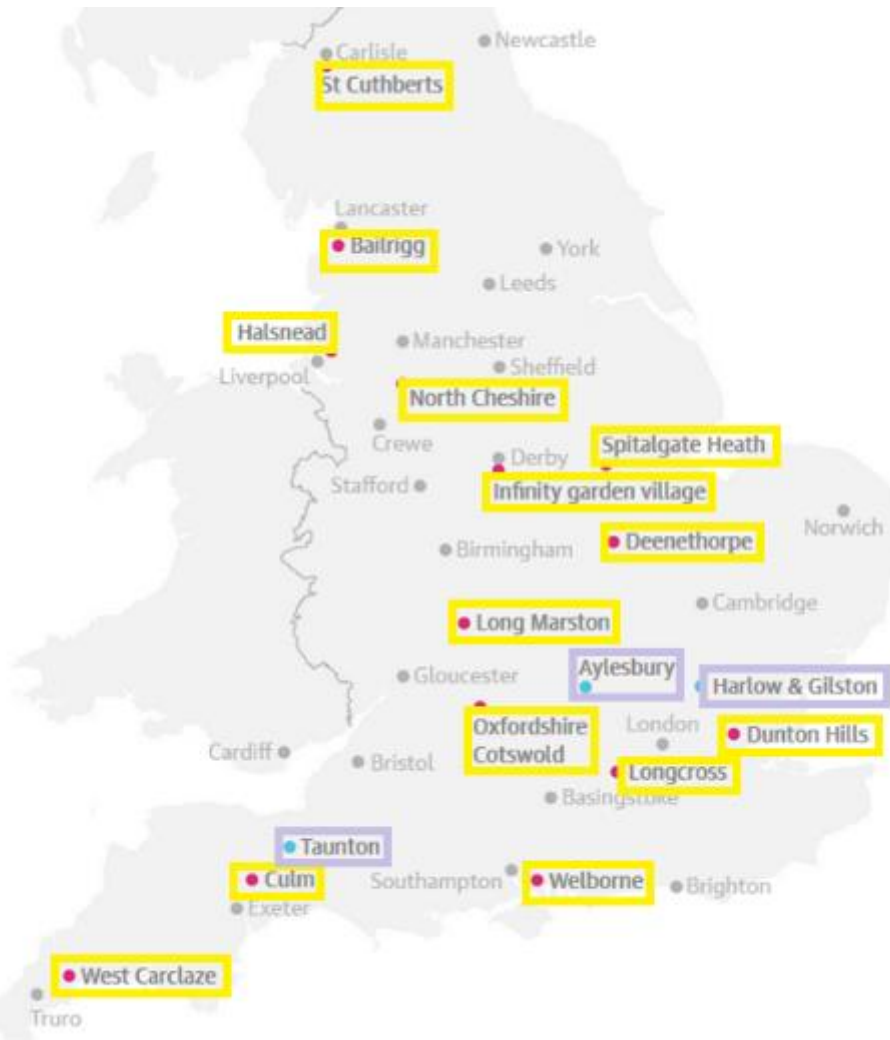 Newcastle
Carlisle
St Cuthberts
Lancaster
Bailrigg
York
Leeds
Halsnead
Manchester
Liverpool
Sheffield
North Cheshire
Crewe
Spitalgate Heath
Derby
Stafford
Infinity garden village
Norwich
Deenethorpe
Birmingham
Cambridge
Long Marston
Aylesbury
Gloucester
Harlow & Gilston
Oxfordshire
Cotswold
London
Dunton Hills
Cardiff
Bristol
Longcross
Basingstoke
Taunton
Culm
Southampton
Welborne
Brighton
Exeter
West Carclaze
Truro